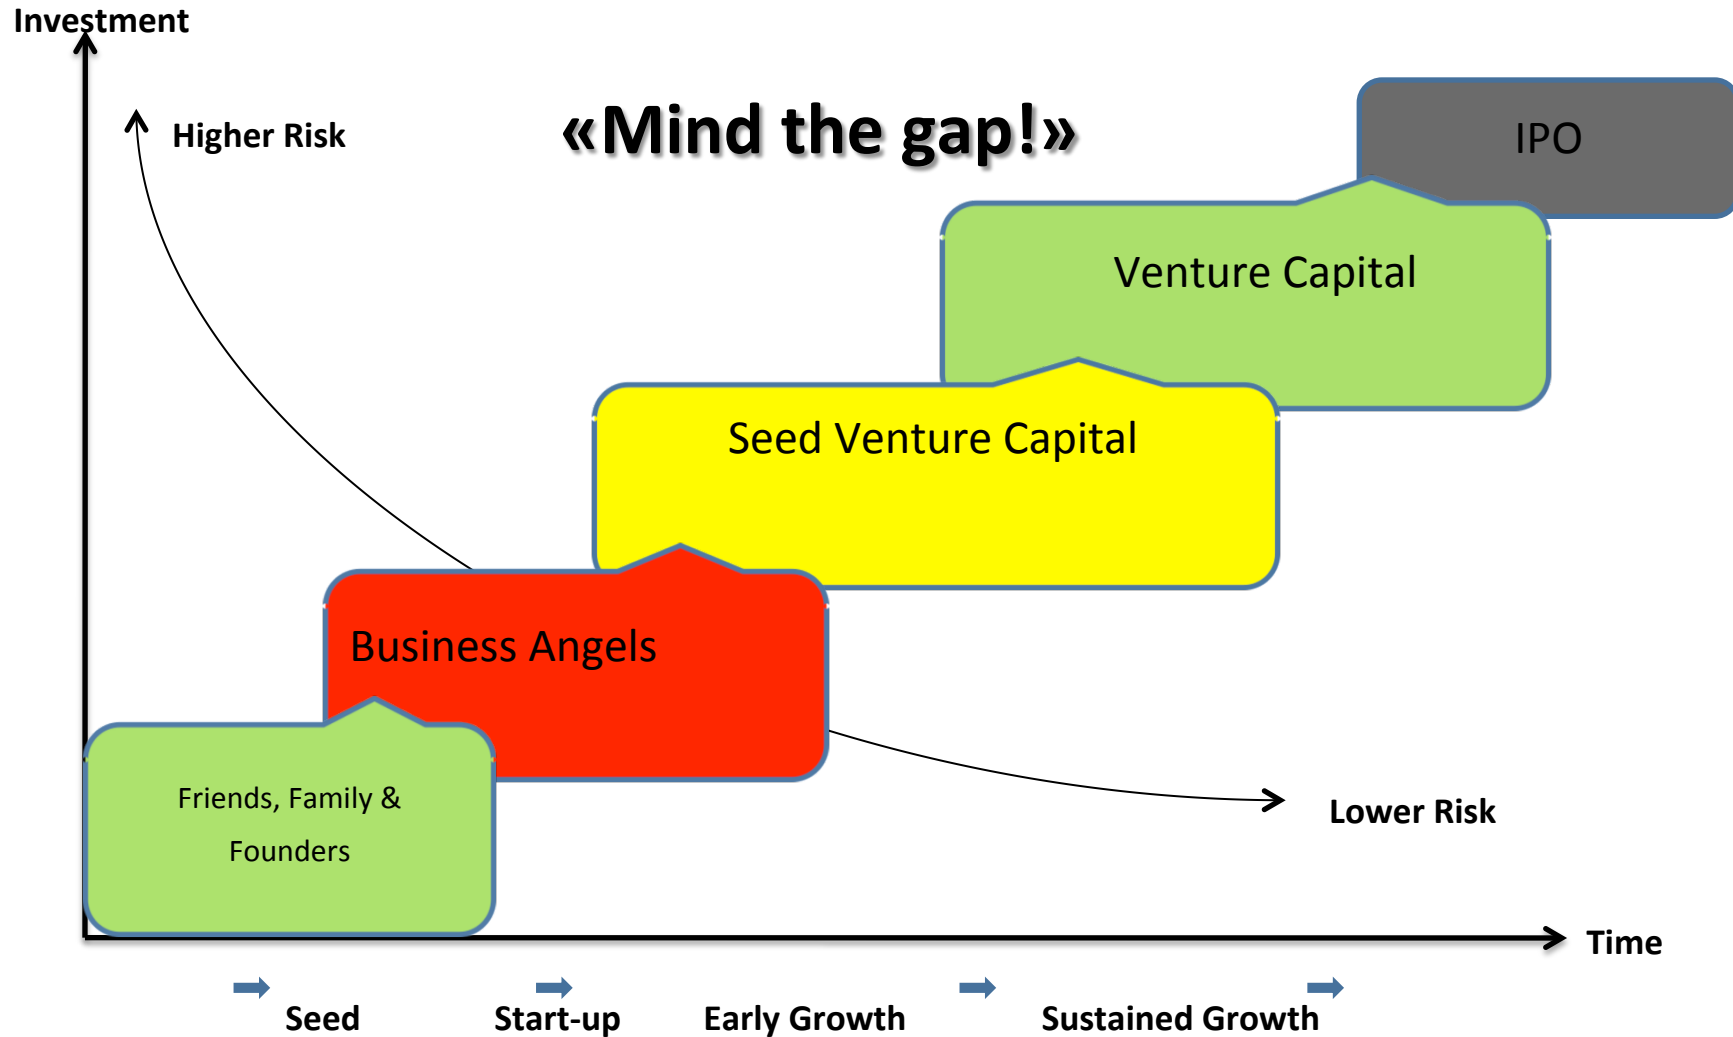 Investment
Higher Risk
«Mind the gap!»
IPO
Venture Capital
Seed Venture Capital
Business Angels
Friends, Family &
Founders
Lower Risk
Time
Seed
Start-up
Early Growth
Sustained Growth